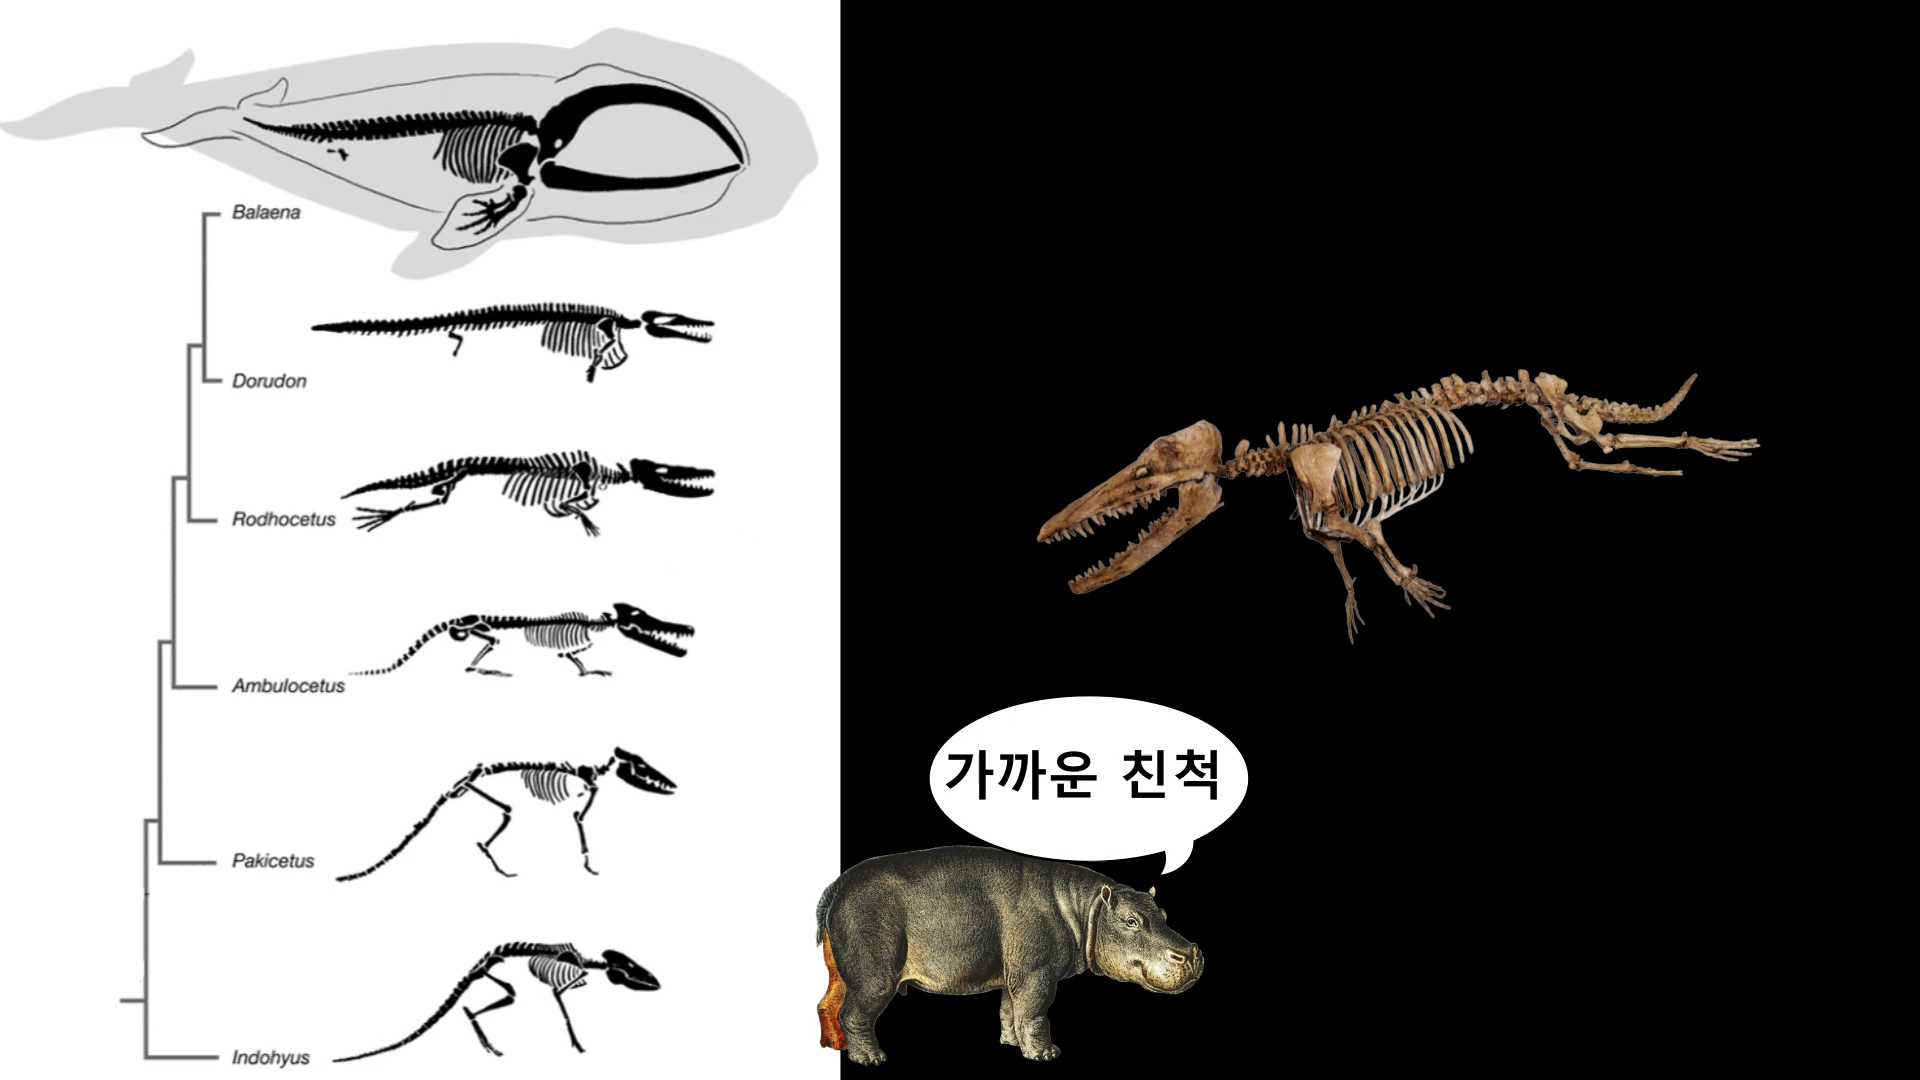 Balaena
Dorudon
Rodhocetus
Ambulocetus
Pakicetus
Indohyus
가까운 친척